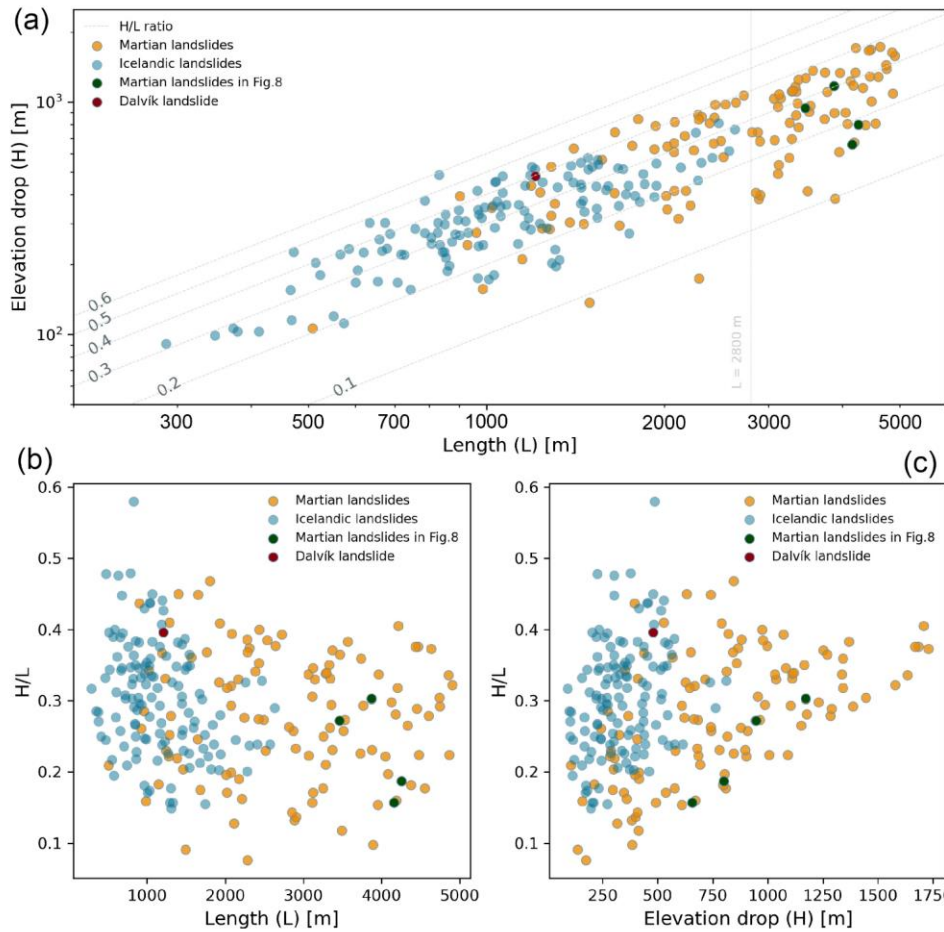 (a)
H/L ratio
Martian landslides
Icelandic landslides
Martian landslides in Fig.8
Dalvík landslide
Elevation drop (H) [m]
10³
10²
0.6
0.5
0.4
0.3
0.2
0.1
L = 2800 m
300
500
700
1000
2000
3000
5000
Length (L) [m]
(b)
Martian landslides
Icelandic landslides
Martian landslides in Fig.8
Dalvík landslide
H/L
0.6
0.5
0.4
0.3
0.2
0.1
1000
2000
3000
4000
5000
Length (L) [m]
(c)
Martian landslides
Icelandic landslides
Martian landslides in Fig.8
Dalvík landslide
H/L
0.6
0.5
0.4
0.3
0.2
0.1
250
500
750
1000
1250
1500
1750
Elevation drop (H) [m]